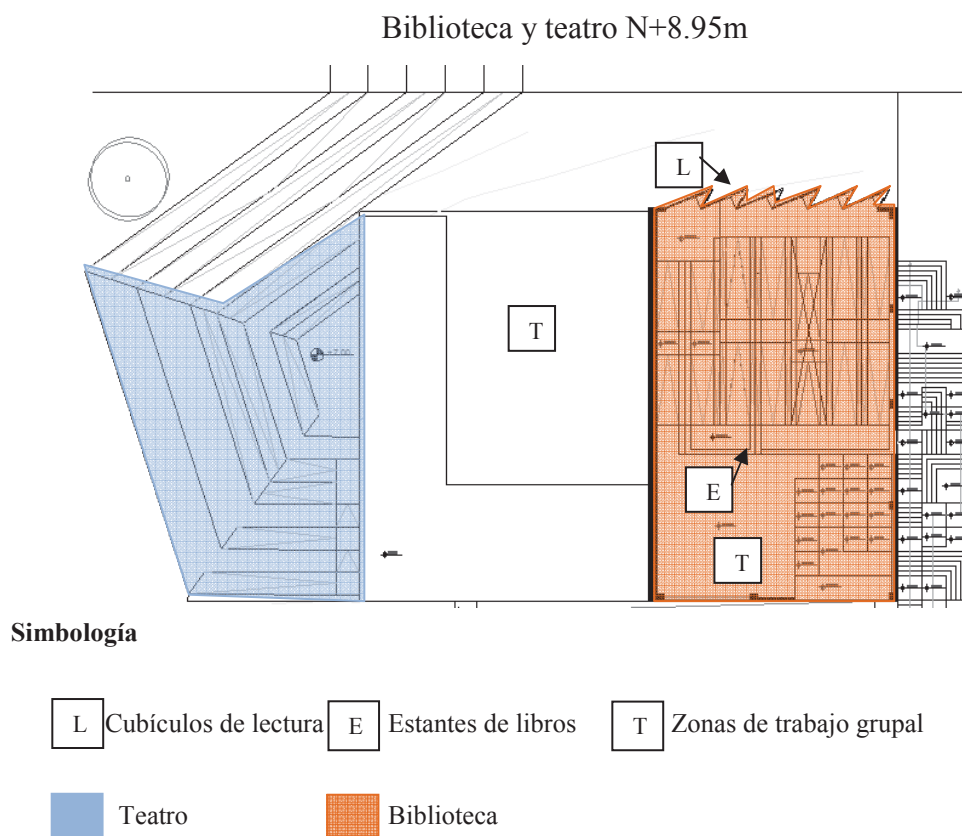 Biblioteca y teatro N+8.95m
L
T
E
T
Simbología
L Cubículos de lectura E Estantes de libros T Zonas de trabajo grupal
Teatro Biblioteca